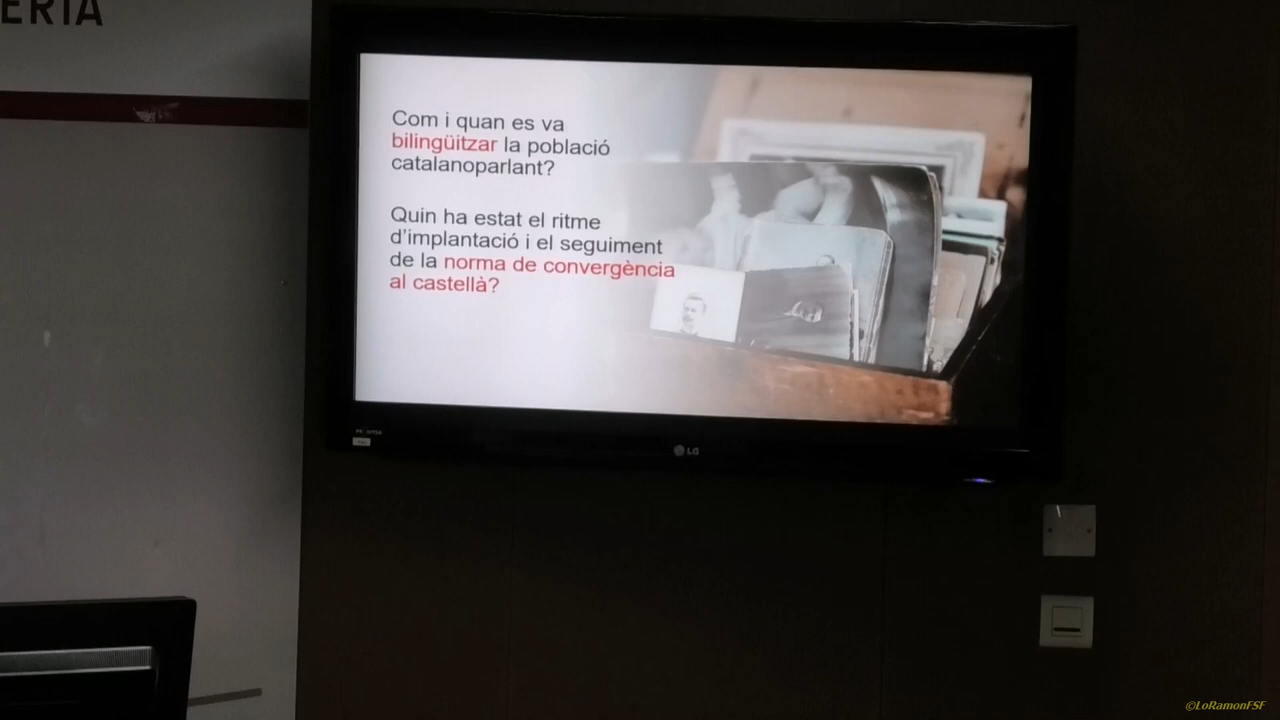 ERIA
Com i quan es va
bilingüitzar la població
catalanoparlant?
Quin ha estat el ritme
d'implantació i el seguiment
de la norma de convergència
al castellà?
LG
©LoRamonFSF